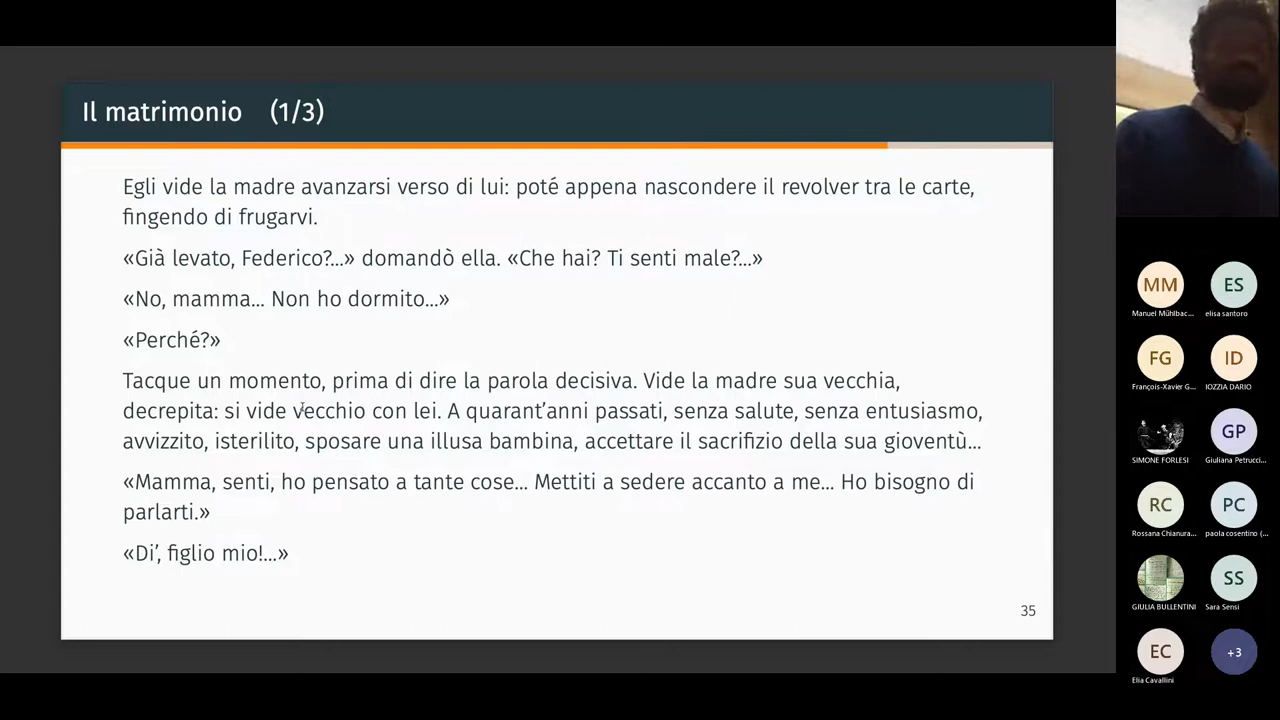 Il matrimonio (1/3)
Egli vide la madre avanzarsi verso di lui: poté appena nascondere il revolver tra le carte,
fingendo di frugarvi.
«Già levato, Federico?...» domandò ella. «Che hai? Ti senti male?...»
«No, mamma... Non ho dormito...»
«Perché?»
Tacque un momento, prima di dire la parola decisiva. Vide la madre sua vecchia,
decrepita: si vide vecchio con lei. A quarant’anni passati, senza salute, senza entusiasmo,
avvizzito, isterilito, sposare una illusa bambina, accettare il sacrifizio della sua gioventù...
«Mamma, senti, ho pensato a tante cose... Mettiti a sedere accanto a me... Ho bisogno di
parlarti.»
«Di’, figlio mio!...»
35
MM ES
Manuel Mühlbac... elisa santoro
FG ID
François-Xavier G... IOZZIA DARIO
GP
SIMONE FORLESI Giuliana Petrucci...
RC PC
Rossana Chianura... paola cosentino (...
SS
GIULIA BULLENTINI Sara Sensi
EC +3
Elia Cavallini